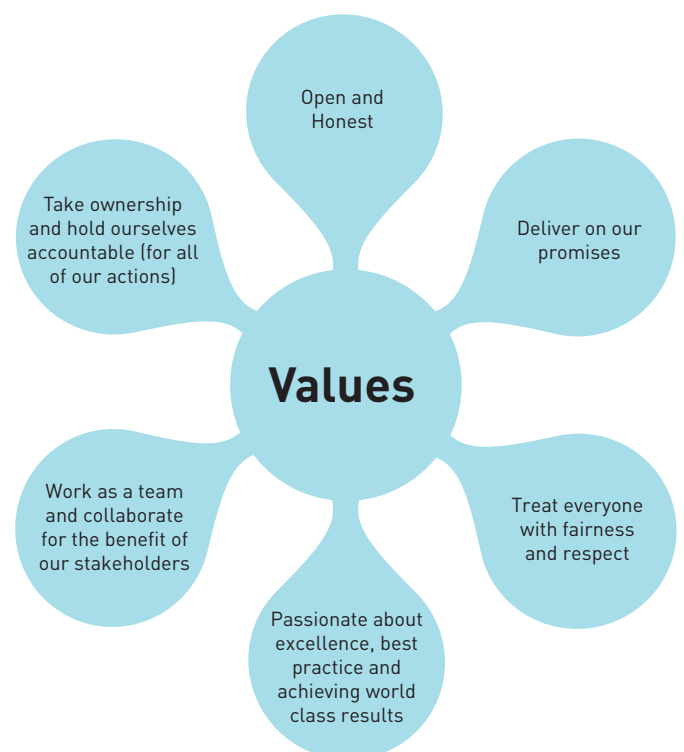 Open and
Honest
Deliver on our
promises
Treat everyone
with fairness
and respect
Passionate about
excellence, best
practice and
achieving world
class results
Work as a team
and collaborate
for the benefit of
our stakeholders
Take ownership
and hold ourselves
accountable (for all
of our actions)
Values